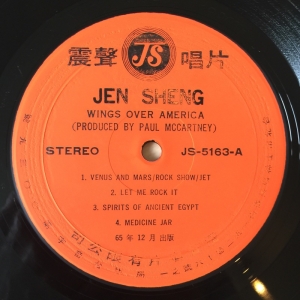 震聲 JS 唱片
JEN SHENG
WINGS OVER AMERICA
(PRODUCED BY PAUL MCCARTNEY)
STEREO JS-5163-A
1. VENUS AND MARS/ROCK SHOW/JET
2. LET ME ROCK IT
3. SPIRITS OF ANCIENT EGYPT
4. MEDICINE JAR
65年12月出版